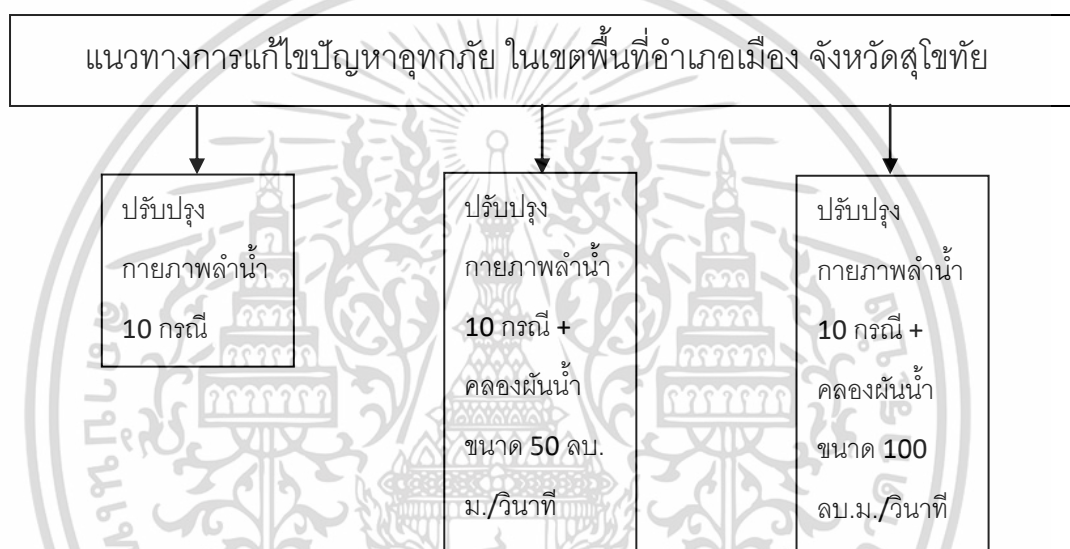 แนวทางการแก้ไขปัญหาอุทกภัย ในเขตพื้นที่อำเภอเมือง จังหวัดสุโขทัย
ปรับปรุง
กายภาพลำน้ำ
10 กรณี
ปรับปรุง
กายภาพลำน้ำ
10 กรณี +
คลองผันน้ำ
ขนาด 50 ลบ.
ม./วินาที
ปรับปรุง
กายภาพลำน้ำ
10 กรณี +
คลองผันน้ำ
ขนาด 100
ลบ.ม./วินาที